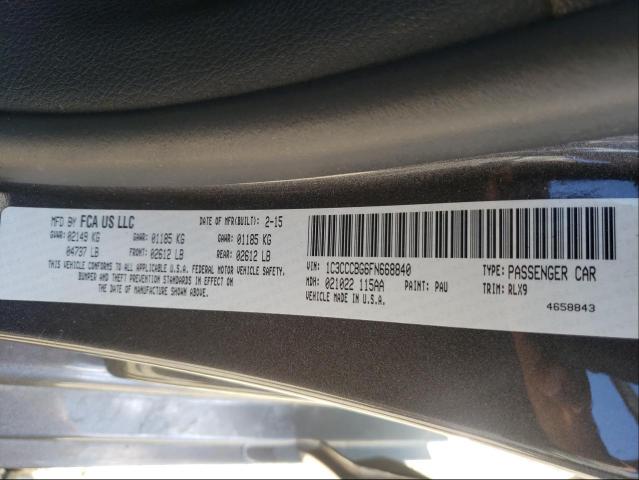 MFD BY FCA US LLC DATE OF MFR(BUILT): 2-15
GVWR: 02149 KG GAWR: 01185 KG GAWR: 01185 KG
04737 LB FRONT: 02612 LB REAR: 02612 LB
THIS VEHICLE CONFORMS TO ALL APPLICABLE U.S.A. FEDERAL MOTOR VEHICLE SAFETY,
BUMPER AND THEFT PREVENTION STANDARDS IN EFFECT ON
THE DATE OF MANUFACTURE SHOWN ABOVE.
VIN: 1C3CCCBG6FN668840 TYPE: PASSENGER CAR
MDH: 021022 115AA PAINT: PAU TRIM: RLX9
VEHICLE MADE IN U.S.A. 4658843